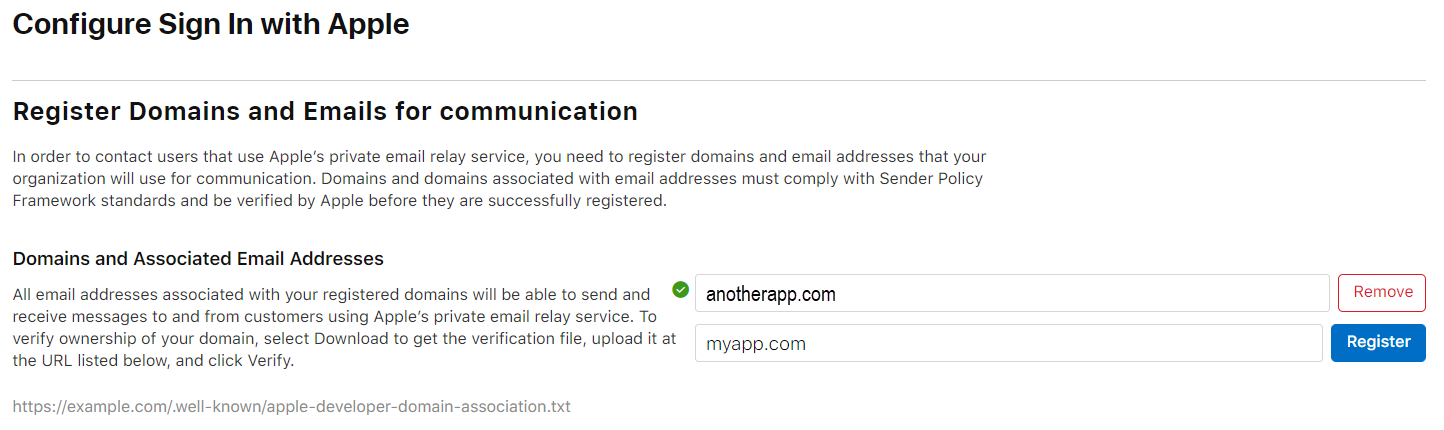 Configure Sign In with Apple
Register Domains and Emails for communication
In order to contact users that use Apple’s private email relay service, you need to register domains and email addresses that your
organization will use for communication. Domains and domains associated with email addresses must comply with Sender Policy
Framework standards and be verified by Apple before they are successfully registered.
Domains and Associated Email Addresses
All email addresses associated with your registered domains will be able to send and
receive messages to and from customers using Apple’s private email relay service. To
verify ownership of your domain, select Download to get the verification file, upload it at
the URL listed below, and click Verify.
https://example.com/.well-known/apple-developer-domain-association.txt
anotherapp.com
Remove
myapp.com
Register